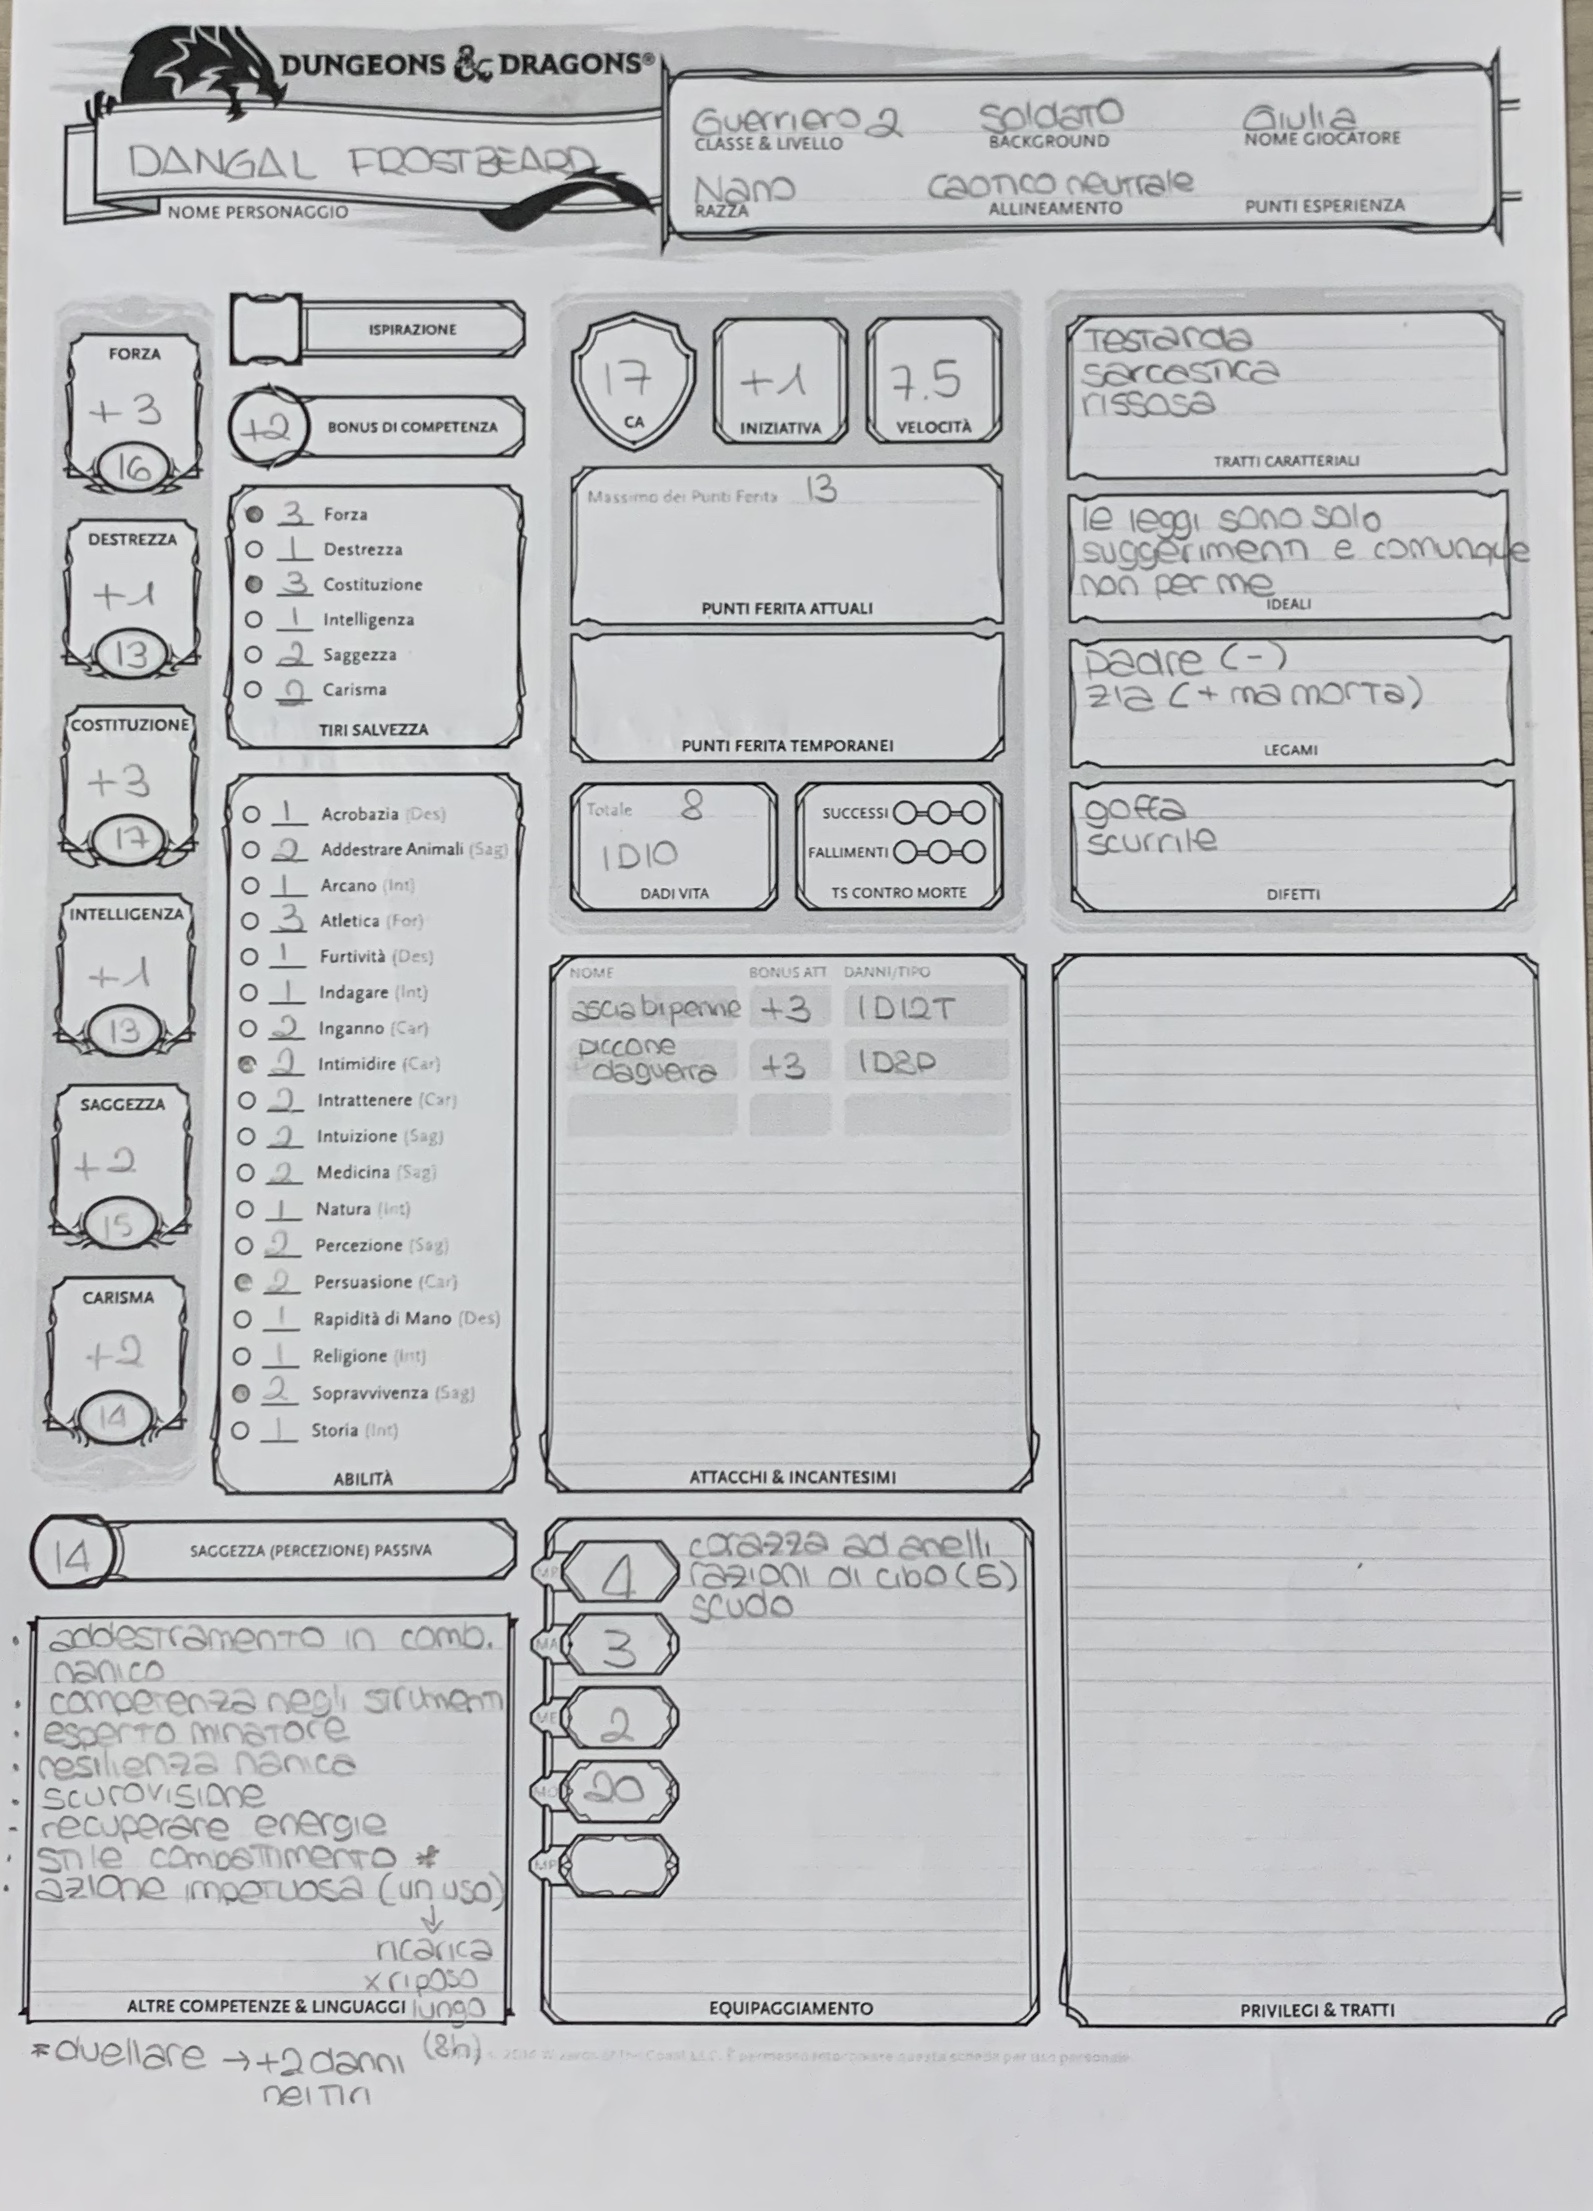 DUNGEONS & DRAGONS®
DANGAL FROSTBEARD
NOME PERSONAGGIO
Guerriero 2
CLASSE & LIVELLO
Soldato
BACKGROUND
Giulia
NOME GIOCATORE
Nano
RAZZA
caotico neutrale
ALLINEAMENTO
PUNTI ESPERIENZA
FORZA
+3
16
DESTREZZA
+1
13
COSTITUZIONE
+3
17
INTELLIGENZA
+1
13
SAGGEZZA
+2
15
CARISMA
+2
14
ISPIRAZIONE
+2 BONUS DI COMPETENZA
3 Forza
1 Destrezza
3 Costituzione
1 Intelligenza
2 Saggezza
2 Carisma
TIRI SALVEZZA
1 Acrobazia (Des)
2 Addestrare Animali (Sag)
1 Arcano (Int)
3 Atletica (For)
1 Furtività (Des)
1 Indagare (Int)
2 Inganno (Car)
2 Intimidire (Car)
2 Intrattenere (Car)
2 Intuizione (Sag)
2 Medicina (Sag)
1 Natura (Int)
2 Percezione (Sag)
2 Persuasione (Car)
1 Rapidità di Mano (Des)
1 Religione (Int)
2 Sopravvivenza (Sag)
1 Storia (Int)
ABILITÀ
14 SAGGEZZA (PERCEZIONE) PASSIVA
• addestramento in comb.
nanico
• competenza negli strumenti
• esperto minatore
• resilienza nanica
• scurovisione
- recuperare energie
• stile combattimento *
• azione impetuosa (un uso)
↓
ricarica
x riposo
lungo
(8h)
ALTRE COMPETENZE & LINGUAGGI
* duellare → +2 danni
nei tiri
17
CA
+1
INIZIATIVA
7.5
VELOCITÀ
Massimo dei Punti Ferita 13
PUNTI FERITA ATTUALI
PUNTI FERITA TEMPORANEI
Totale 8
1D10
DADI VITA
SUCCESSI
FALLIMENTI
TS CONTRO MORTE
NOME BONUS ATT DANNI/TIPO
ascia bipenne +3 1D12T
piccone
da guerra +3 1D8P
ATTACCHI & INCANTESIMI
MR 4
MA 3
ME 2
MO 20
MP
corazza ad anelli
razioni di cibo (5)
scudo
EQUIPAGGIAMENTO
testarda
sarcastica
rissosa
TRATTI CARATTERIALI
le leggi sono solo
suggerimenti e comunque
non per me
IDEALI
padre (-)
zia (+ ma morta)
LEGAMI
goffa
scurrile
DIFETTI
PRIVILEGI & TRATTI
Wizards of the Coast LLC. È permesso fotocopiare questa scheda per uso personale.